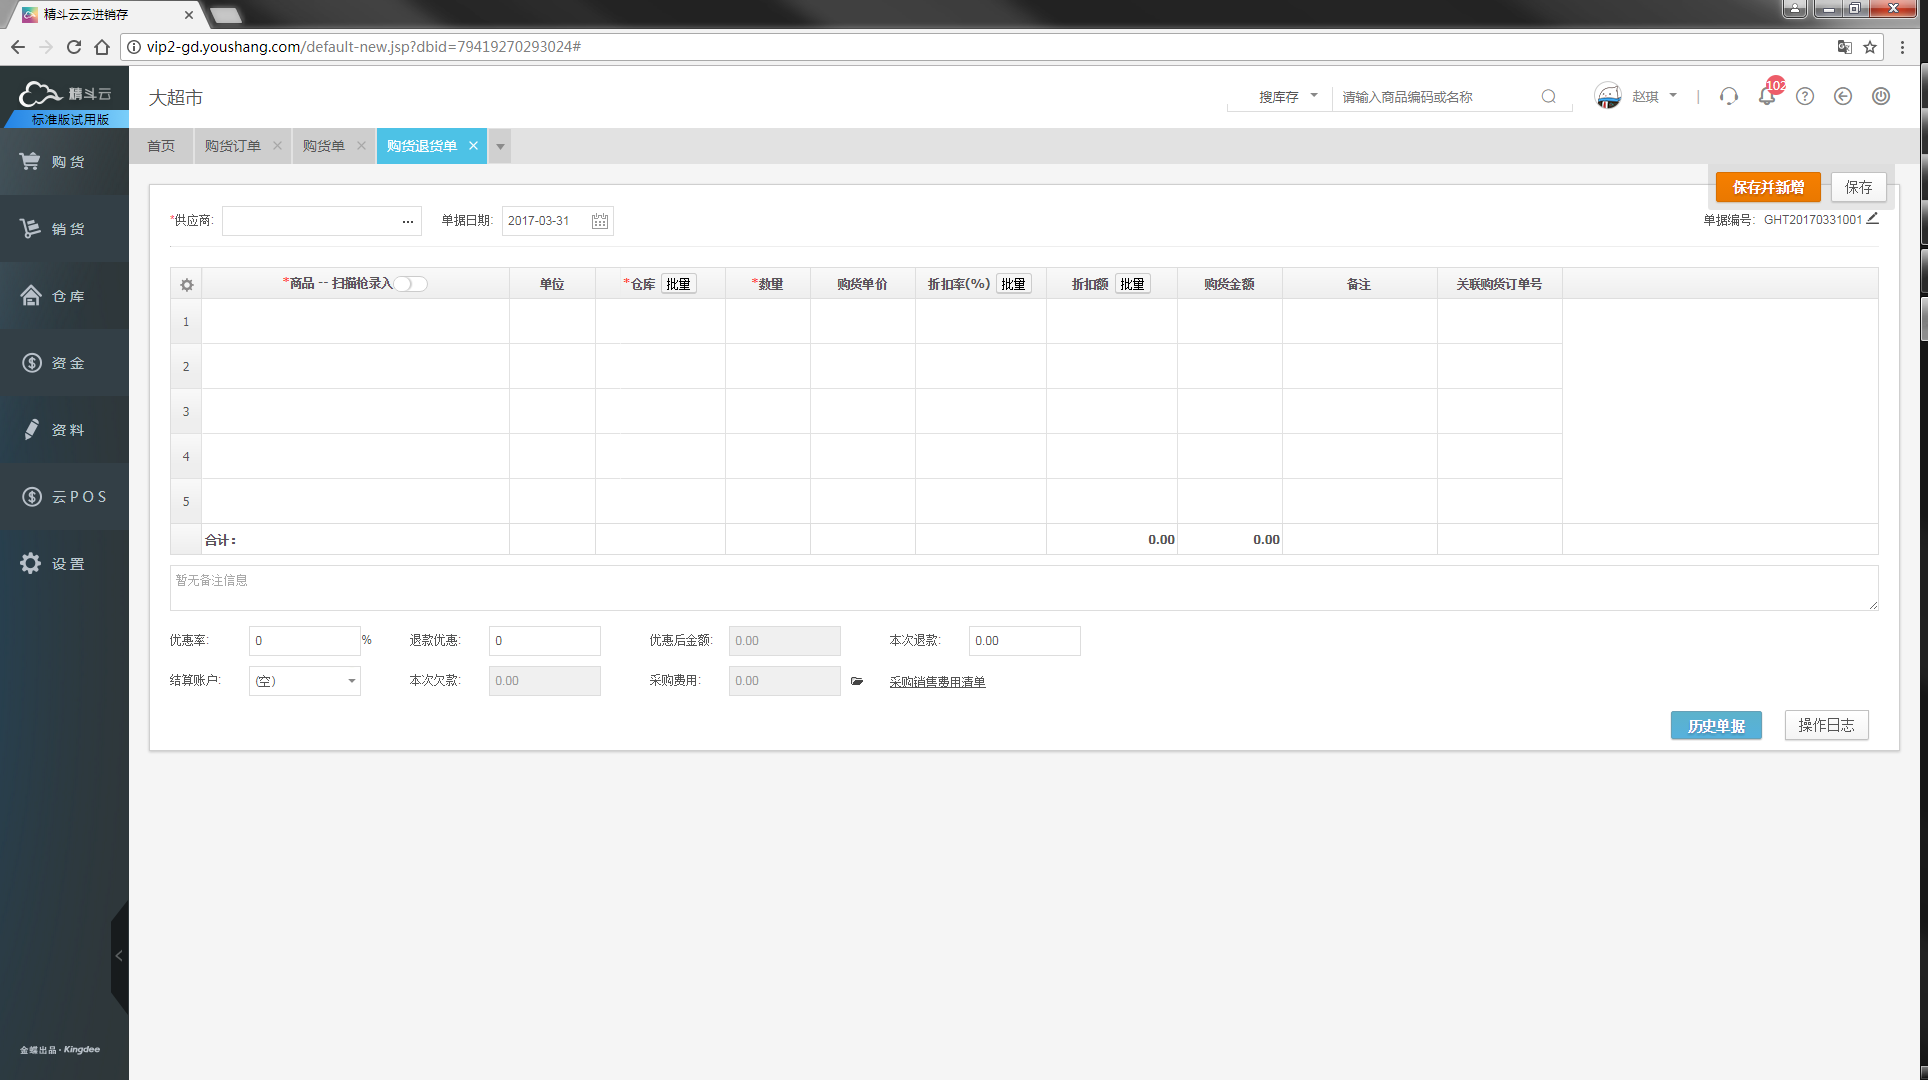 精斗云云进销存
vip2-gd.youshang.com/default-new.jsp?dbid=79419270293024#
精斗云
标准版试用版
大超市
搜库存 请输入商品编码或名称
赵琪 | 102
首页 购货订单 购货单 购货退货单
购货
销货
仓库
资金
资料
云POS
设置
金蝶出品·Kingdee
保存并新增 保存
*供应商: ... 单据日期: 2017-03-31
单据编号: GHT20170331001
*商品 -- 扫描枪录入 单位 *仓库 批量 *数量 购货单价 折扣率(%) 批量 折扣额 批量 购货金额 备注 关联购货订单号
1
2
3
4
5
合计: 0.00 0.00
暂无备注信息
优惠率: 0 % 退款优惠: 0 优惠后金额: 0.00 本次退款: 0.00
结算账户: (空) 本次欠款: 0.00 采购费用: 0.00 采购销售费用清单
历史单据 操作日志